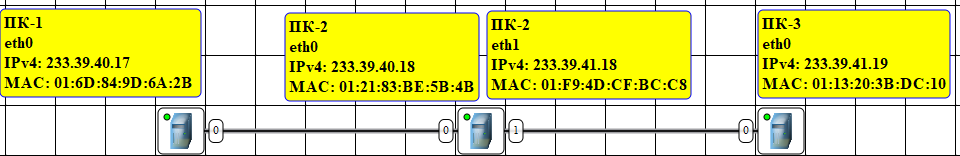 ПК-1
eth0
IPv4: 233.39.40.17
MAC: 01:6D:84:9D:6A:2B
ПК-2
eth0
IPv4: 233.39.40.18
MAC: 01:21:83:BE:5B:4B
ПК-2
eth1
IPv4: 233.39.41.18
MAC: 01:F9:4D:CF:BC:C8
ПК-3
eth0
IPv4: 233.39.41.19
MAC: 01:13:20:3B:DC:10
0
0
1
0